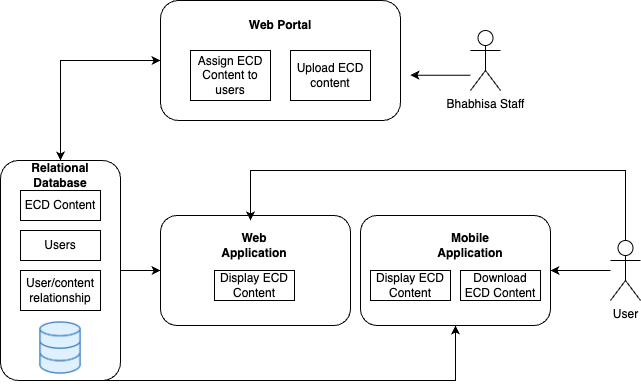 Web Portal
Assign ECD
Content to
users
Upload ECD
content
Bhabhisa Staff
Relational
Database
ECD Content
Users
User/content
relationship
Web
Application
Display ECD
Content
Mobile
Application
Display ECD
Content
Download
ECD Content
User